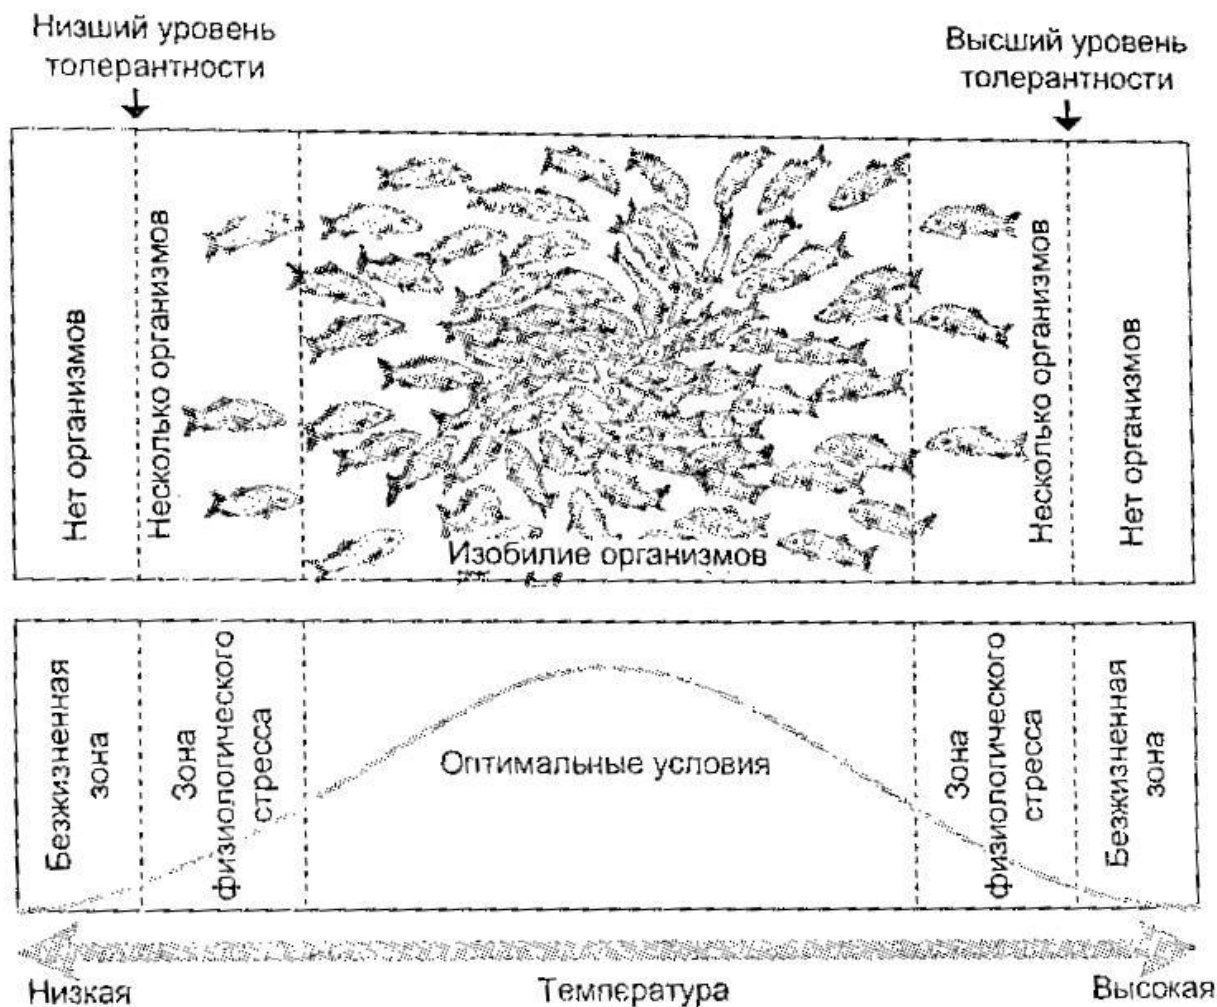 Низший уровень
толерантности
Высший уровень
толерантности
Нет организмов
Несколько организмов
Изобилие организмов
Несколько организмов
Нет организмов
Безжизненная
зона
Зона
физиологического
стресса
Оптимальные условия
Зона
физиологического
стресса
Безжизненная
зона
Низкая
Температура
Высокая